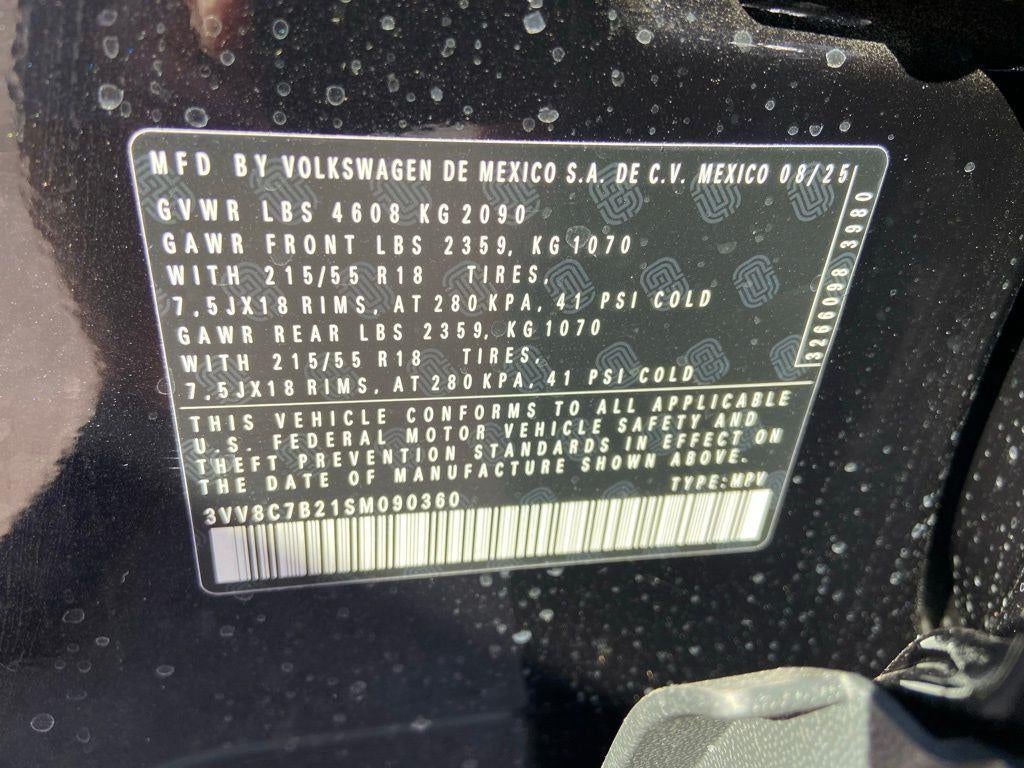 MFD BY VOLKSWAGEN DE MEXICO S.A. DE C.V. MEXICO 08/25
GVWR LBS 4608 KG 2090
GAWR FRONT LBS 2359, KG 1070
WITH 215/55 R18 TIRES,
7.5JX18 RIMS, AT 280 KPA, 41 PSI COLD
GAWR REAR LBS 2359, KG 1070
WITH 215/55 R18 TIRES,
7.5JX18 RIMS, AT 280 KPA, 41 PSI COLD
3266098 3980
THIS VEHICLE CONFORMS TO ALL APPLICABLE
U.S. FEDERAL MOTOR VEHICLE SAFETY AND
THEFT PREVENTION STANDARDS IN EFFECT ON
THE DATE OF MANUFACTURE SHOWN ABOVE.
TYPE:MPV
3VV8C7B21SM090360